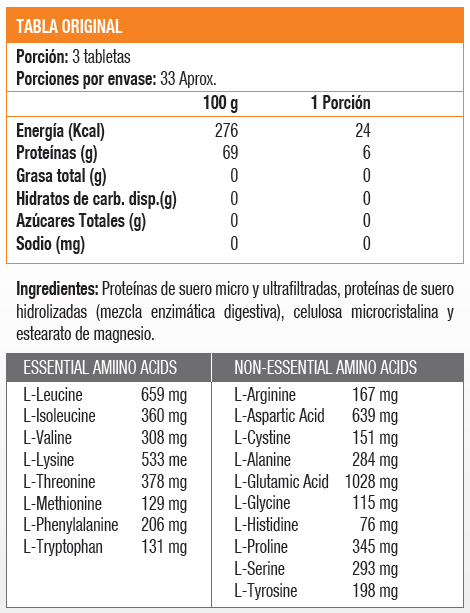 TABLA ORIGINAL
Porción: 3 tabletas
Porciones por envase: 33 Aprox.
100 g 1 Porción
Energía (Kcal) 276 24
Proteínas (g) 69 6
Grasa total (g) 0 0
Hidratos de carb. disp.(g) 0 0
Azúcares Totales (g) 0 0
Sodio (mg) 0 0
Ingredientes: Proteínas de suero micro y ultrafiltradas, proteínas de suero
hidrolizadas (mezcla enzimática digestiva), celulosa microcristalina y
estearato de magnesio.
ESSENTIAL AMIINO ACIDS NON-ESSENTIAL AMINO ACIDS
L-Leucine 659 mg L-Arginine 167 mg
L-Isoleucine 360 mg L-Aspartic Acid 639 mg
L-Valine 308 mg L-Cystine 151 mg
L-Lysine 533 me L-Alanine 284 mg
L-Threonine 378 mg L-Glutamic Acid 1028 mg
L-Methionine 129 mg L-Glycine 115 mg
L-Phenylalanine 206 mg L-Histidine 76 mg
L-Tryptophan 131 mg L-Proline 345 mg
L-Serine 293 mg
L-Tyrosine 198 mg